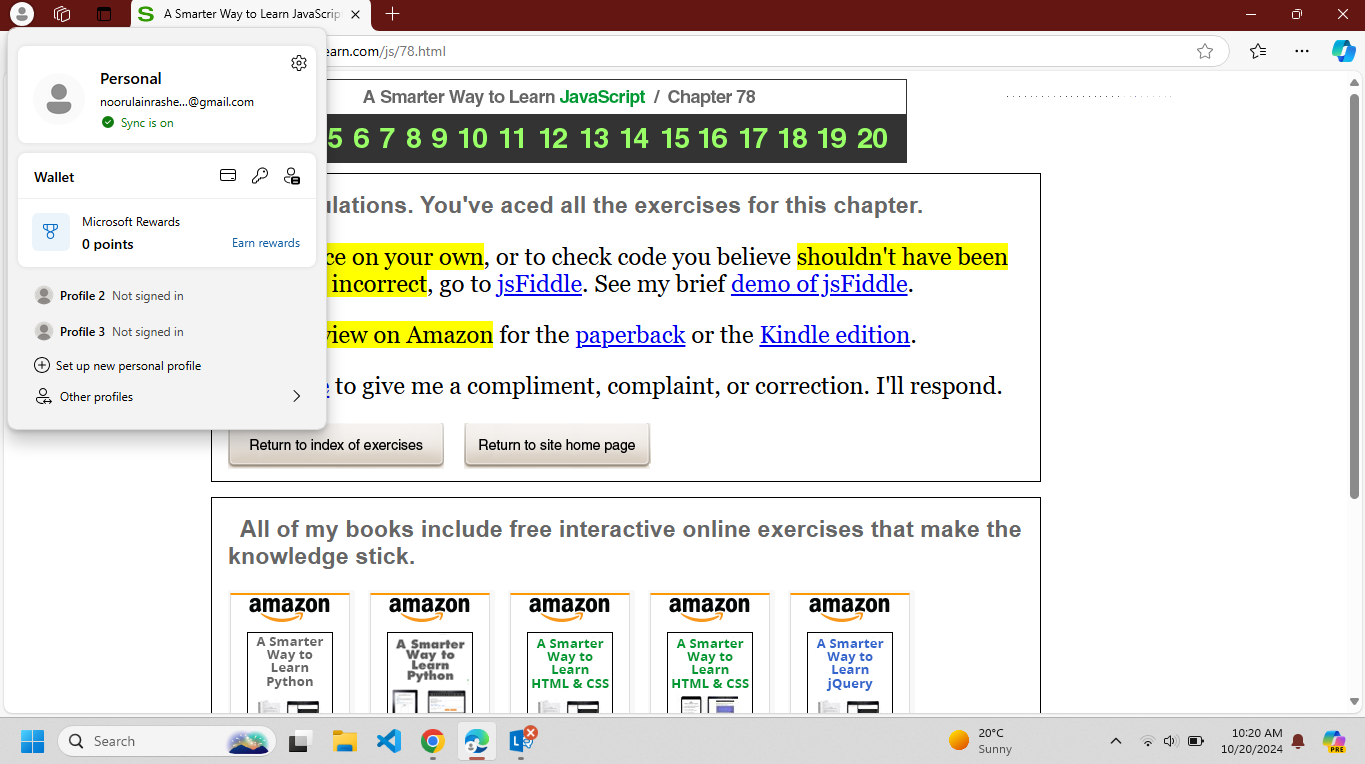 A Smarter Way to Learn JavaScrip
earn.com/js/78.html
Personal
noorulainrashe...@gmail.com
Sync is on
Wallet
Microsoft Rewards
0 points
Earn rewards
Profile 2 Not signed in
Profile 3 Not signed in
Set up new personal profile
Other profiles
A Smarter Way to Learn JavaScript / Chapter 78
5 6 7 8 9 10 11 12 13 14 15 16 17 18 19 20
ulations. You've aced all the exercises for this chapter.
ce on your own, or to check code you believe shouldn't have been
incorrect, go to jsFiddle. See my brief demo of jsFiddle.
view on Amazon for the paperback or the Kindle edition.
to give me a compliment, complaint, or correction. I'll respond.
Return to index of exercises
Return to site home page
All of my books include free interactive online exercises that make the
knowledge stick.
amazon
A Smarter
Way to
Learn
Python
amazon
A Smarter
Way to
Learn
Python
amazon
A Smarter
Way to
Learn
HTML & CSS
amazon
A Smarter
Way to
Learn
HTML & CSS
amazon
A Smarter
Way to
Learn
jQuery
Search
20°C
Sunny
10:20 AM
10/20/2024
PRE